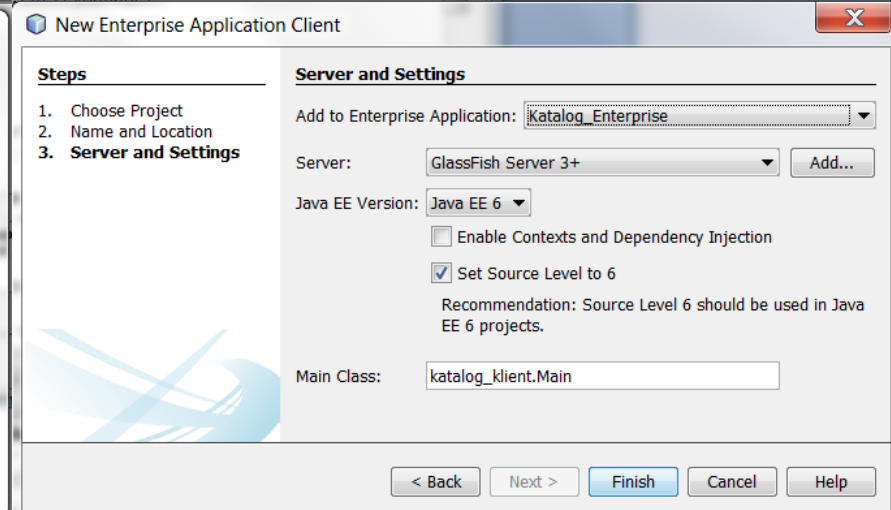 New Enterprise Application Client
Steps
1. Choose Project
2. Name and Location
3. Server and Settings
Server and Settings
Add to Enterprise Application: Katalog_Enterprise
Server: GlassFish Server 3+ Add...
Java EE Version: Java EE 6
Enable Contexts and Dependency Injection
Set Source Level to 6
Recommendation: Source Level 6 should be used in Java
EE 6 projects.
Main Class: katalog_klient.Main
< Back Next > Finish Cancel Help